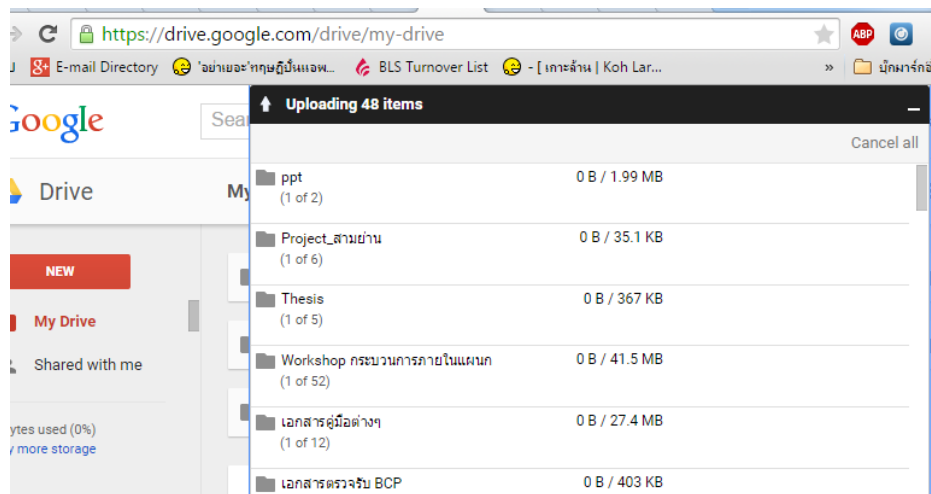 https://drive.google.com/drive/my-drive
ABP
E-mail Directory 'อย่าเยอะ'ทฤษฎีปั่นแอพ... BLS Turnover List - [ เกาะล้าน | Koh Lar... » บุ๊กมาร์กอื
Google
Sear
Uploading 48 items
Cancel all
Drive
My
ppt 0 B / 1.99 MB
(1 of 2)
Project_สามย่าน 0 B / 35.1 KB
(1 of 6)
NEW
Thesis 0 B / 367 KB
(1 of 5)
My Drive
Workshop กระบวนการภายในแผนก 0 B / 41.5 MB
(1 of 52)
Shared with me
เอกสารคู่มือต่างๆ 0 B / 27.4 MB
(1 of 12)
ytes used (0%)
y more storage
เอกสารตรวจรับ BCP 0 B / 403 KB